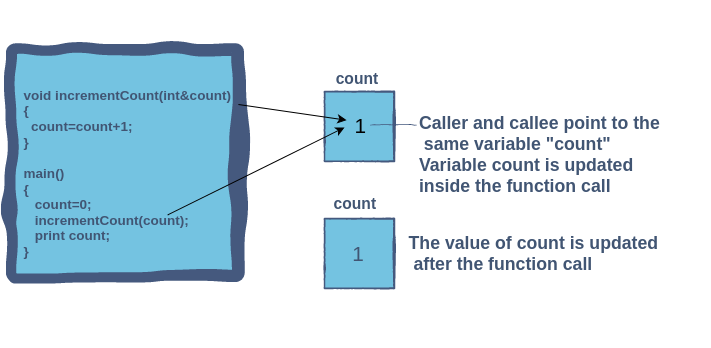 void incrementCount(int&count)
{
count=count+1;
}
main()
{
count=0;
incrementCount(count);
print count;
}
count
1
Caller and callee point to the
same variable "count"
Variable count is updated
inside the function call
count
1
The value of count is updated
after the function call